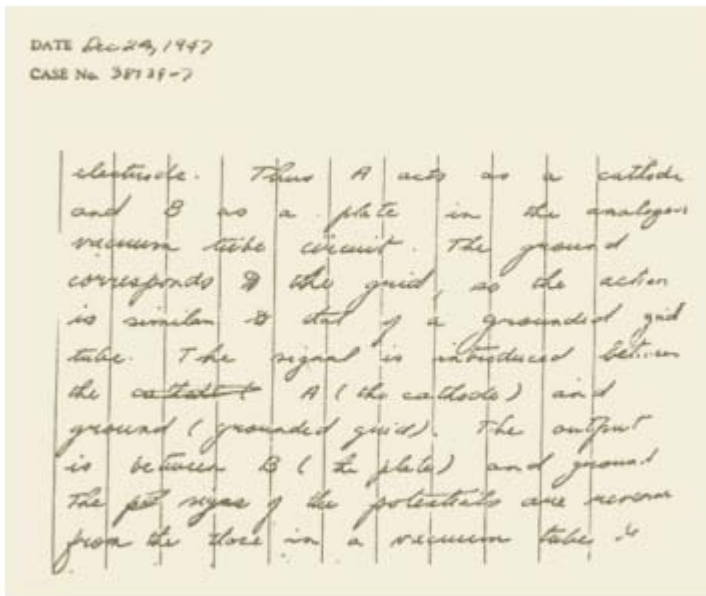 DATE Dec 24, 1947
CASE No. 38139-7
electrode. Thus A acts as a cathode
and B as a plate in the analogous
vacuum tube circuit. The ground
corresponds to the grid, so the action
is similar to that of a grounded grid
tube. The signal is introduced between
the A (the cathode) and
ground (grounded grid). The output
is between B (the plate) and ground
The signs of the potentials are reverse
from the those in a vacuum tube